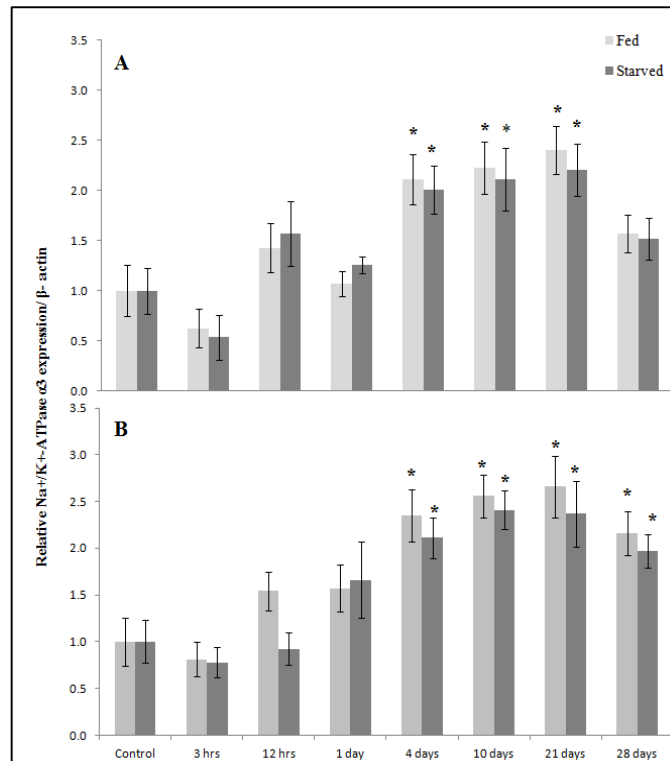 3.5
Fed
A
3.0
Starved
2.5
* * * * * *
2.0
1.5
1.0
0.5
0.0
Relative Na+/K+-ATPase α3 expression/ β- actin
3.5
B
3.0
* * * * * * * *
2.5
2.0
1.5
1.0
0.5
0.0
Control 3 hrs 12 hrs 1 day 4 days 10 days 21 days 28 days